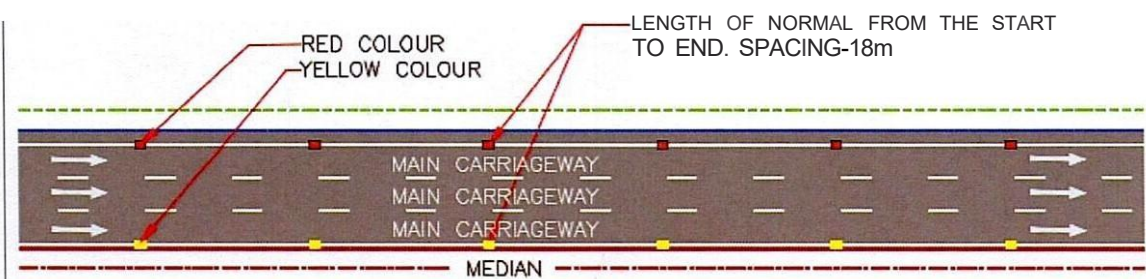 LENGTH OF NORMAL FROM THE START
TO END. SPACING-18m
RED COLOUR
YELLOW COLOUR
MAIN CARRIAGEWAY
MAIN CARRIAGEWAY
MAIN CARRIAGEWAY
MEDIAN